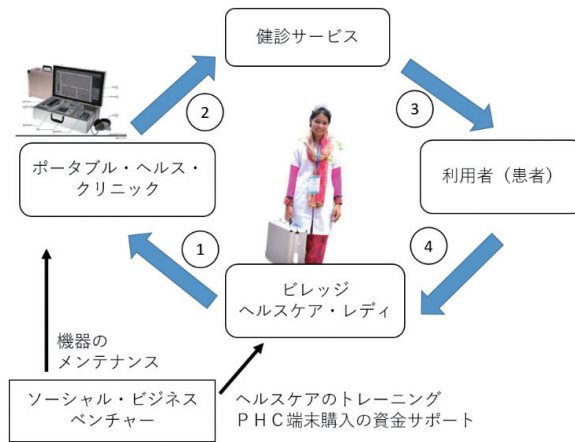 健診サービス
②
③
ポータブル・ヘルス・
クリニック
利用者（患者）
①
④
ビレッジ
ヘルスケア・レディ
機器の
メンテナンス
ソーシャル・ビジネス
ベンチャー
ヘルスケアのトレーニング
ＰＨＣ端末購入の資金サポート